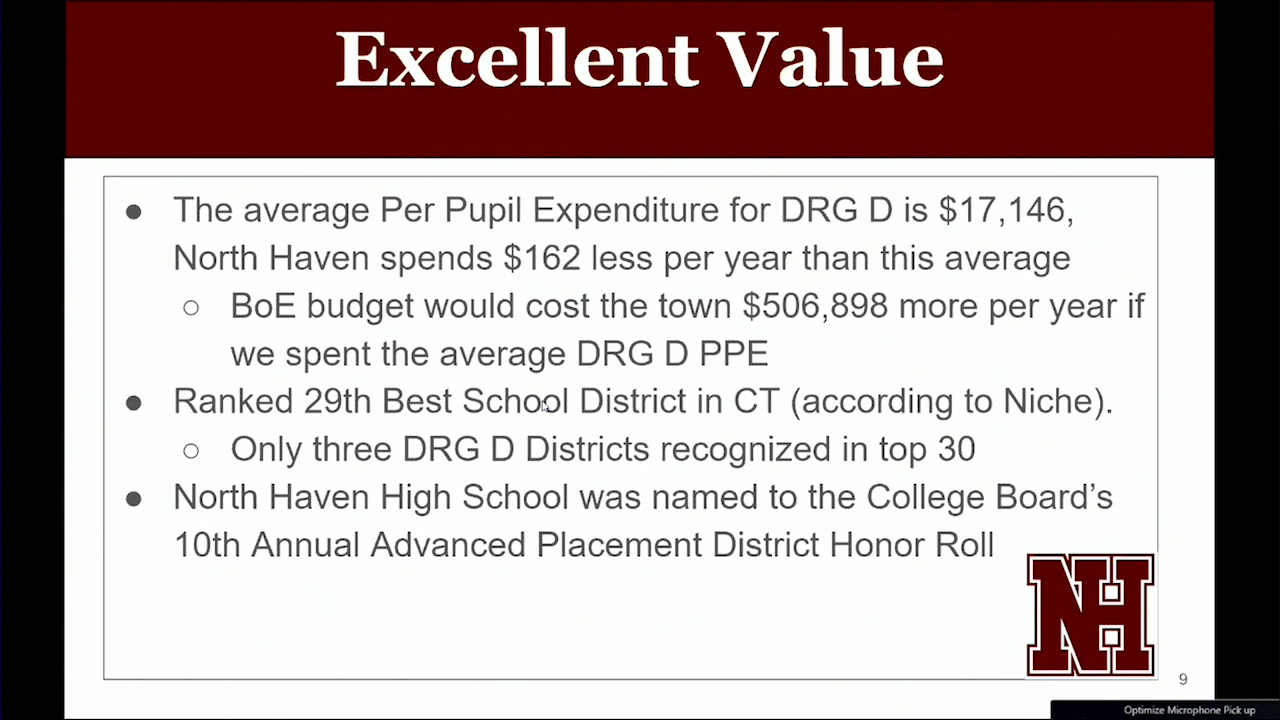 Excellent Value
● The average Per Pupil Expenditure for DRG D is $17,146,
North Haven spends $162 less per year than this average
○ BoE budget would cost the town $506,898 more per year if
we spent the average DRG D PPE
● Ranked 29th Best School District in CT (according to Niche).
○ Only three DRG D Districts recognized in top 30
● North Haven High School was named to the College Board’s
10th Annual Advanced Placement District Honor Roll
NH
9
Optimize Microphone Pick up